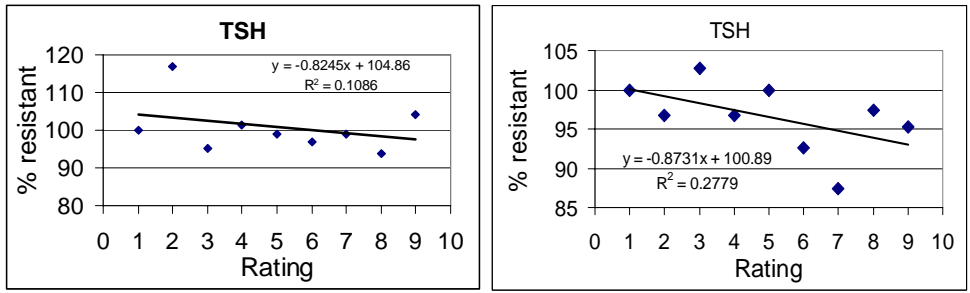 TSH
y = -0.8245x + 104.86
R² = 0.1086
120
110
100
90
80
% resistant
0 1 2 3 4 5 6 7 8 9 10
Rating
TSH
105
100
95
90
85
y = -0.8731x + 100.89
R² = 0.2779
% resistant
0 1 2 3 4 5 6 7 8 9 10
Rating